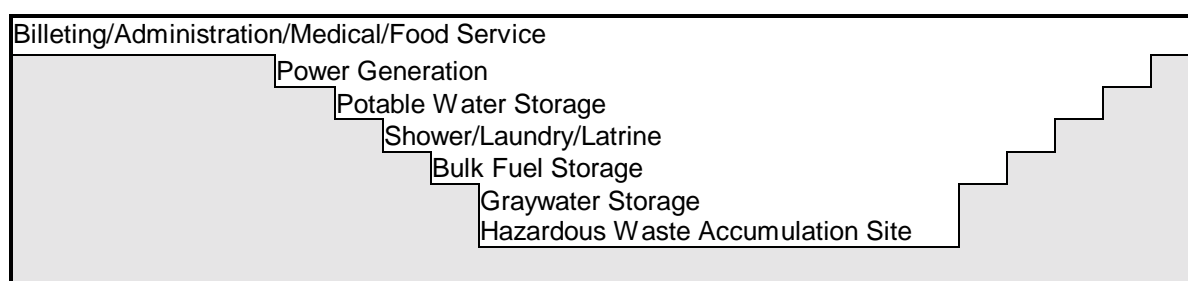 Billeting/Administration/Medical/Food Service
Power Generation
Potable Water Storage
Shower/Laundry/Latrine
Bulk Fuel Storage
Graywater Storage
Hazardous Waste Accumulation Site